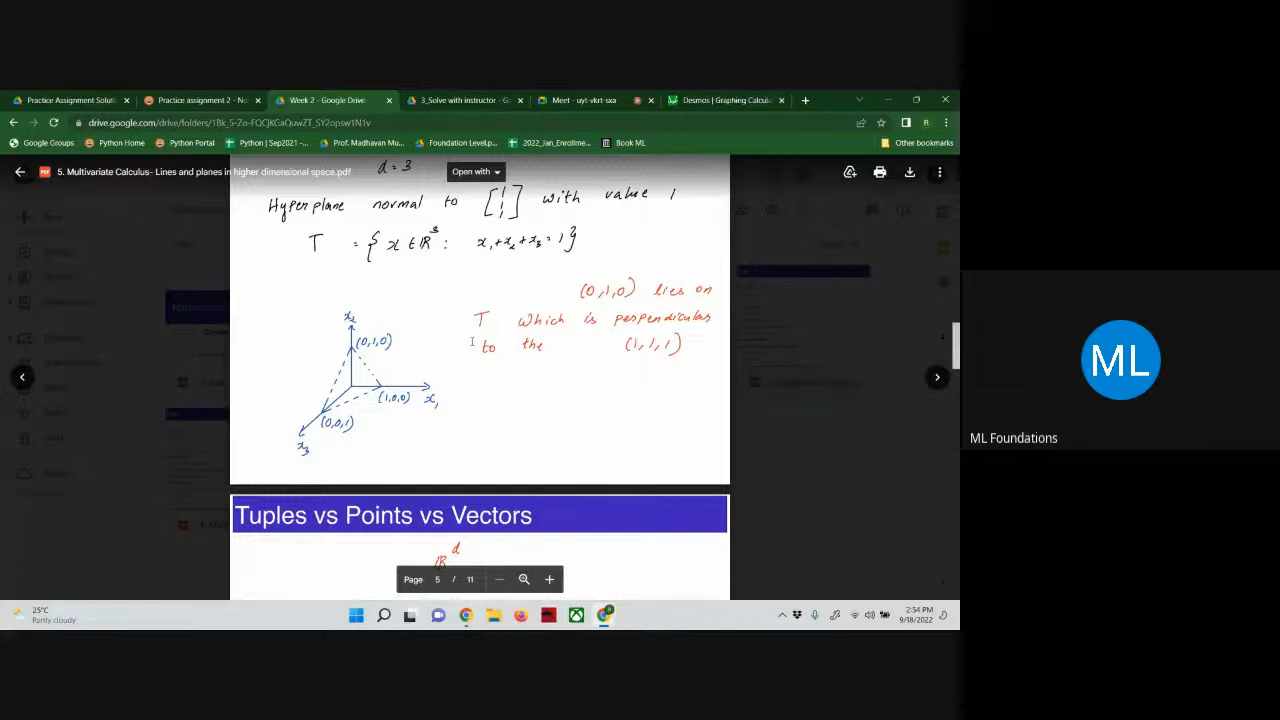 Practice Assignment Soluti
Practice assignment 2 - No
Week 2 - Google Drive
3_Solve with instructor - G
Meet - uyt-vkrt-sxa
Desmos | Graphing Calcul
drive.google.com/drive/folders/18k_5-Zo-FQCjKGaQuwZT_SY2opsw1N1v
Google Groups
Python Home
Python Portal
Python | Sep2021 -...
Prof. Madhavan Mu...
Foundation Level.p...
2022_Jan_Enrollme...
Book ML
Other bookmarks
5. Multivariate Calculus- Lines and planes in higher dimensional space.pdf
Open with
d = 3
Hyperplane normal to [1 1 1] with value 1
T = { x ∈ ℝ³ : x₁+x₂+x₃ = 1 }
(0,1,0) lies on
T which is perpendicular
to the (1,1,1)
x₂
(0,1,0)
(1,0,0)
x₁
(0,0,1)
x₃
ML
ML Foundations
Tuples vs Points vs Vectors
ℝ^d
Page 5 / 11
25°C
Partly cloudy
2:54 PM
9/18/2022